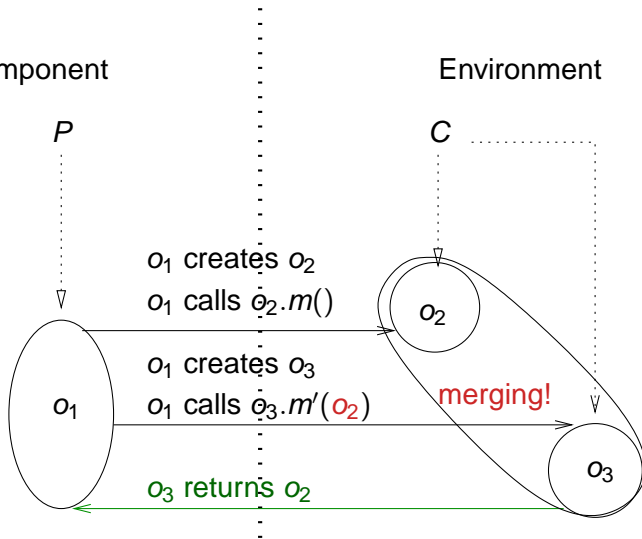 mponent Environment
P C
o₁ creates o₂
o₁ calls o₂.m()
o₂
o₁ creates o₃
o₁ calls o₃.m′(o₂)
merging!
o₁
o₃
o₃ returns o₂